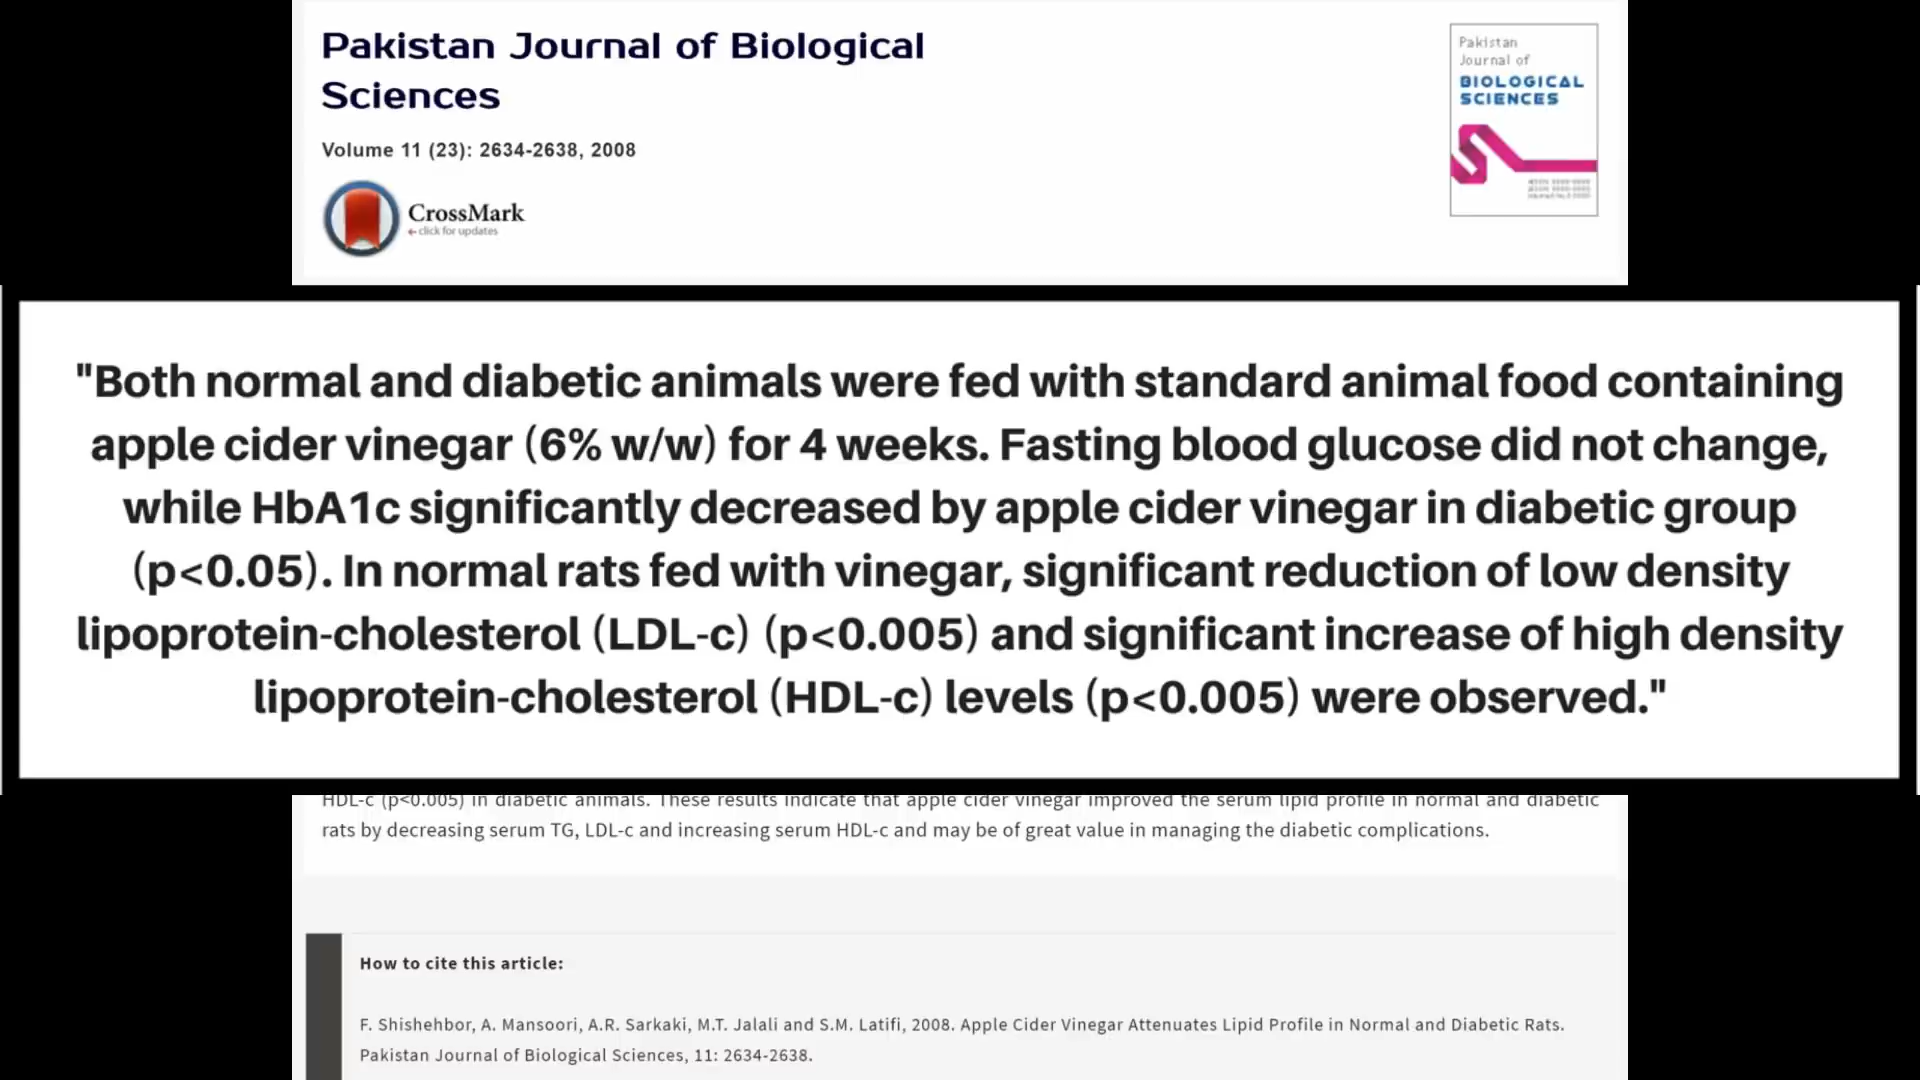 Pakistan Journal of Biological
Sciences
Volume 11 (23): 2634-2638, 2008
CrossMark
click for updates
Pakistan
Journal of
BIOLOGICAL
SCIENCES
"Both normal and diabetic animals were fed with standard animal food containing
apple cider vinegar (6% w/w) for 4 weeks. Fasting blood glucose did not change,
while HbA1c significantly decreased by apple cider vinegar in diabetic group
(p<0.05). In normal rats fed with vinegar, significant reduction of low density
lipoprotein-cholesterol (LDL-c) (p<0.005) and significant increase of high density
lipoprotein-cholesterol (HDL-c) levels (p<0.005) were observed."
HDL-c (p<0.005) in diabetic animals. These results indicate that apple cider vinegar improved the serum lipid profile in normal and diabetic
rats by decreasing serum TG, LDL-c and increasing serum HDL-c and may be of great value in managing the diabetic complications.
How to cite this article:
F. Shishehbor, A. Mansoori, A.R. Sarkaki, M.T. Jalali and S.M. Latifi, 2008. Apple Cider Vinegar Attenuates Lipid Profile in Normal and Diabetic Rats.
Pakistan Journal of Biological Sciences, 11: 2634-2638.